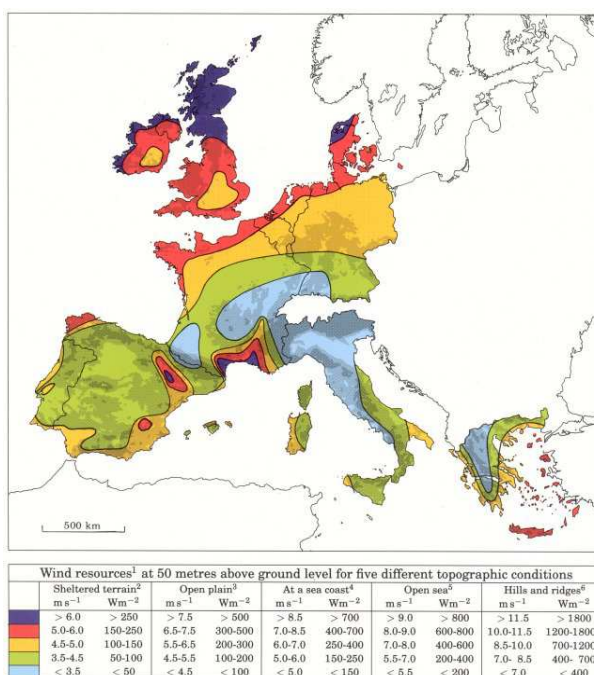 500 km
Wind resources¹ at 50 metres above ground level for five different topographic conditions
Sheltered terrain² Open plain³ At a sea coast⁴ Open sea⁵ Hills and ridges⁶
m s⁻¹ Wm⁻² m s⁻¹ Wm⁻² m s⁻¹ Wm⁻² m s⁻¹ Wm⁻² m s⁻¹ Wm⁻²
> 6.0 > 250 > 7.5 > 500 > 8.5 > 700 > 9.0 > 800 > 11.5 > 1800
5.0-6.0 150-250 6.5-7.5 300-500 7.0-8.5 400-700 8.0-9.0 600-800 10.0-11.5 1200-1800
4.5-5.0 100-150 5.5-6.5 200-300 6.0-7.0 250-400 7.0-8.0 400-600 8.5-10.0 700-1200
3.5-4.5 50-100 4.5-5.5 100-200 5.0-6.0 150-250 5.5-7.0 200-400 7.0- 8.5 400- 700
< 3.5 < 50 < 4.5 < 100 < 5.0 < 150 < 5.5 < 200 < 7.0 < 400